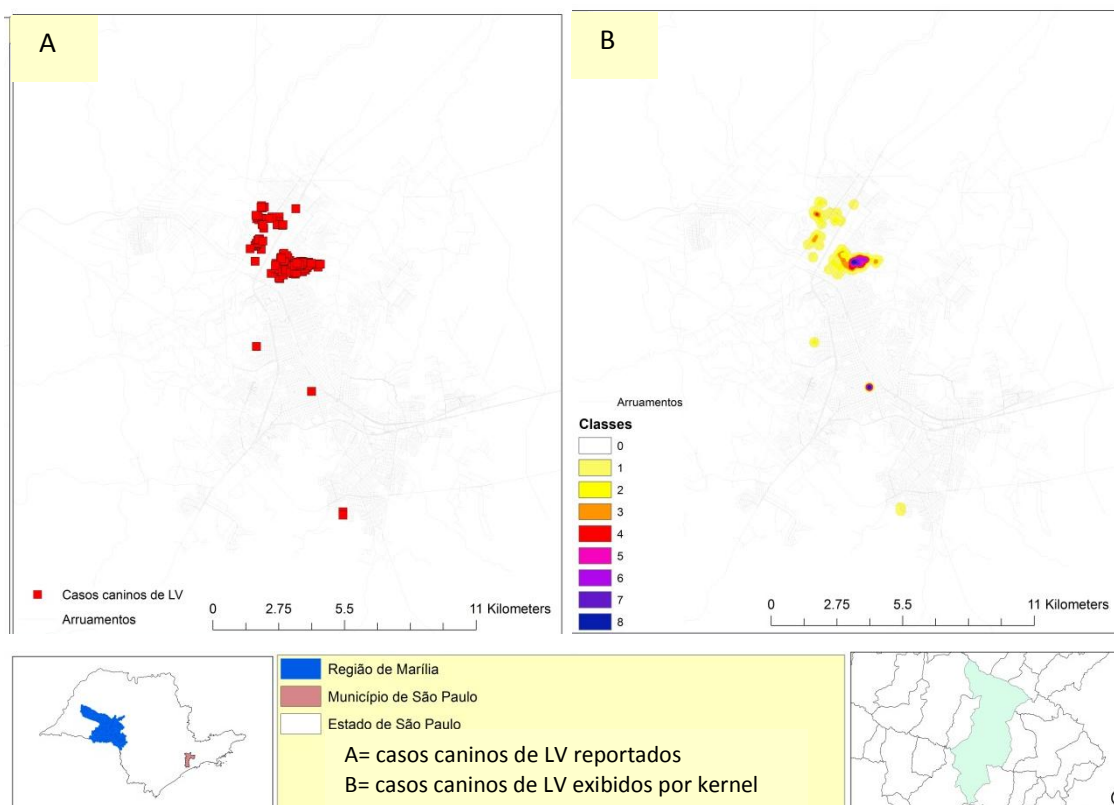 A
B
Casos caninos de LV
Arruamentos
0 2.75 5.5 11 Kilometers
Arruamentos
Classes
0
1
2
3
4
5
6
7
8
0 2.75 5.5 11 Kilometers
Região de Marília
Município de São Paulo
Estado de São Paulo
A= casos caninos de LV reportados
B= casos caninos de LV exibidos por kernel